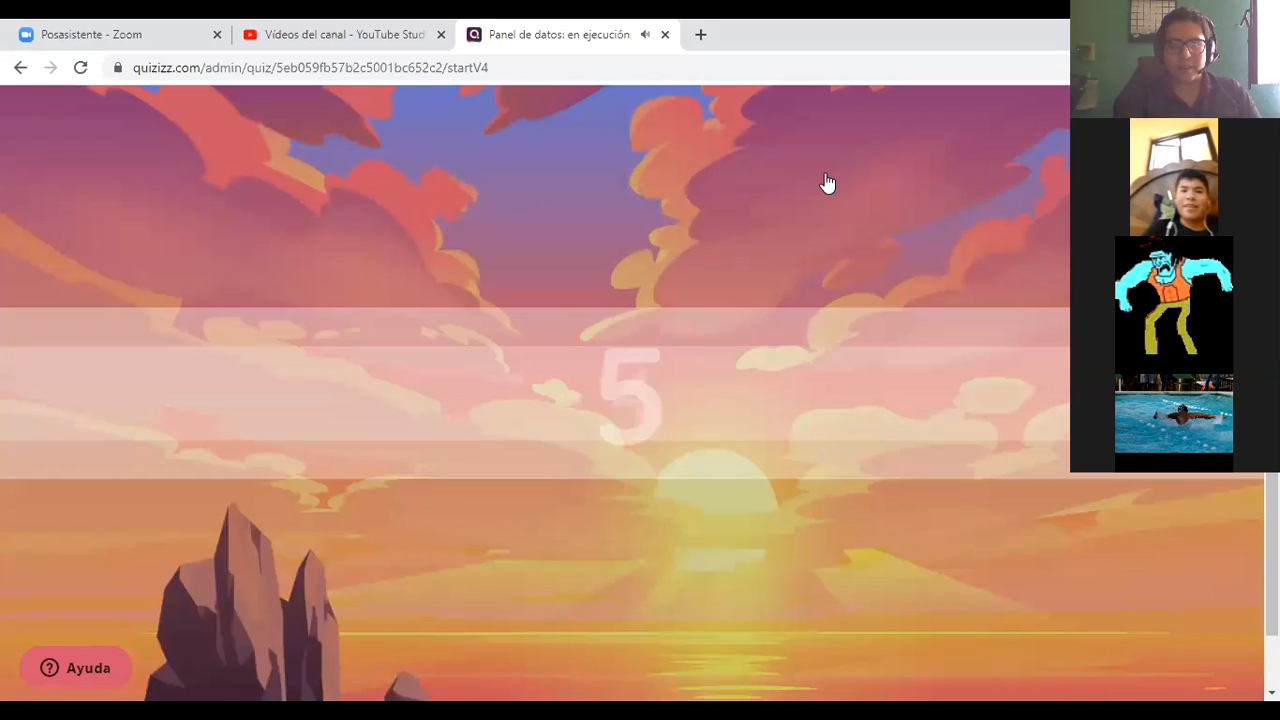 Posasistente - Zoom
Vídeos del canal - YouTube Stud
Panel de datos: en ejecución
quizizz.com/admin/quiz/5eb059fb57b2c5001bc652c2/startV4
5
Ayuda